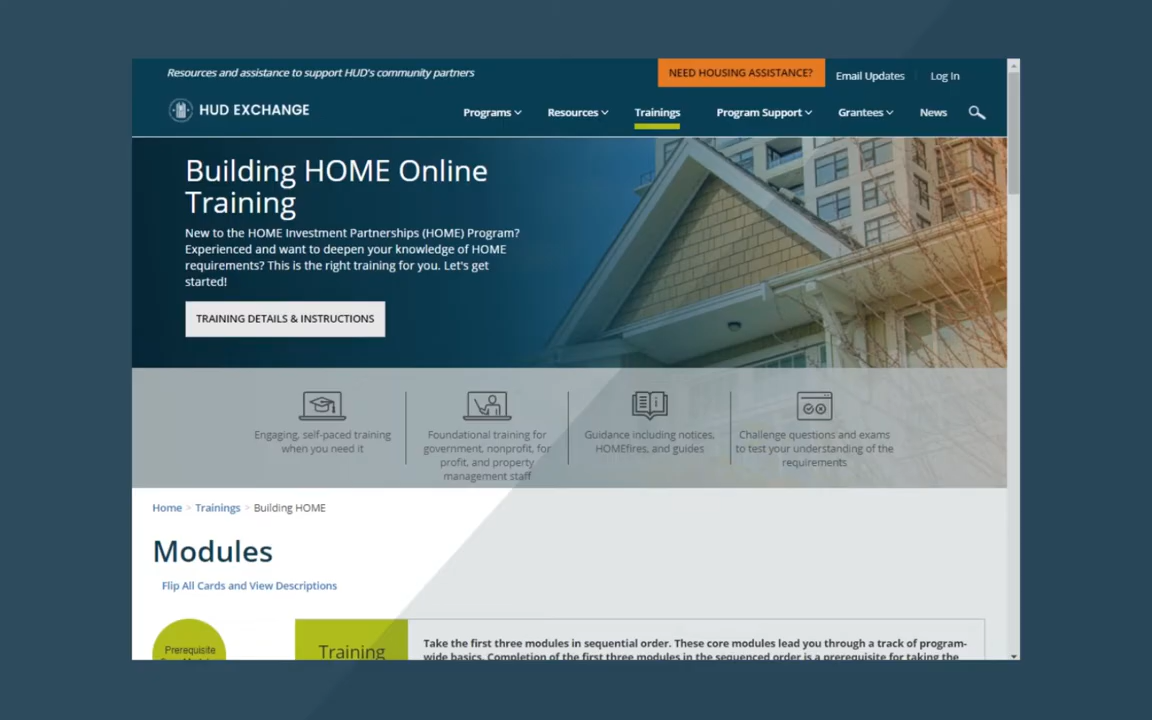 Resources and assistance to support HUD's community partners
NEED HOUSING ASSISTANCE?
Email Updates
Log In
HUD EXCHANGE
Programs
Resources
Trainings
Program Support
Grantees
News
Building HOME Online
Training
New to the HOME Investment Partnerships (HOME) Program?
Experienced and want to deepen your knowledge of HOME
requirements? This is the right training for you. Let's get
started!
TRAINING DETAILS & INSTRUCTIONS
Engaging, self-paced training
when you need it
Foundational training for
government, nonprofit, for
profit, and property
management staff
Guidance including notices,
HOMEfires, and guides
Challenge questions and exams
to test your understanding of the
requirements
Home > Trainings > Building HOME
Modules
Flip All Cards and View Descriptions
Prerequisite
Training
Take the first three modules in sequential order. These core modules lead you through a track of program-
wide basics. Completion of the first three modules in the sequenced order is a prerequisite for taking the